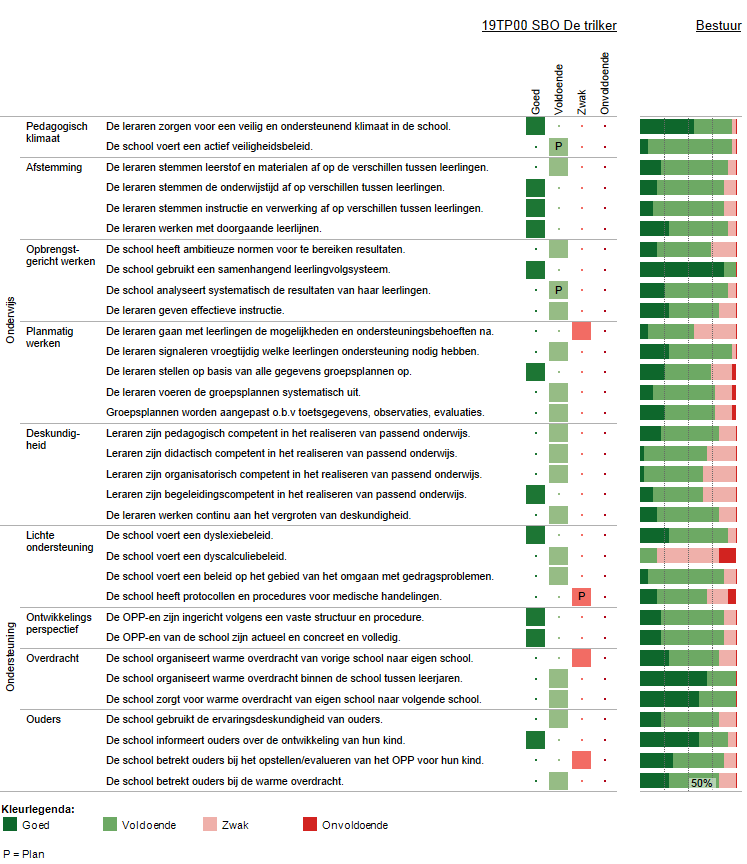 19TP00 SBO De trilker
Bestuur
Goed
Voldoende
Zwak
Onvoldoende
Onderwijs
Pedagogisch klimaat
De leraren zorgen voor een veilig en ondersteunend klimaat in de school.
De school voert een actief veiligheidsbeleid.
P
Afstemming
De leraren stemmen leerstof en materialen af op de verschillen tussen leerlingen.
De leraren stemmen de onderwijstijd af op verschillen tussen leerlingen.
De leraren stemmen instructie en verwerking af op verschillen tussen leerlingen.
De leraren werken met doorgaande leerlijnen.
Opbrengst-
gericht werken
De school heeft ambitieuze normen voor te bereiken resultaten.
De school gebruikt een samenhangend leerlingvolgsysteem.
De school analyseert systematisch de resultaten van haar leerlingen.
P
De leraren geven effectieve instructie.
Planmatig
werken
De leraren gaan met leerlingen de mogelijkheden en ondersteuningsbehoeften na.
De leraren signaleren vroegtijdig welke leerlingen ondersteuning nodig hebben.
De leraren stellen op basis van alle gegevens groepsplannen op.
De leraren voeren de groepsplannen systematisch uit.
Groepsplannen worden aangepast o.b.v toetsgegevens, observaties, evaluaties.
Deskundig-
heid
Leraren zijn pedagogisch competent in het realiseren van passend onderwijs.
Leraren zijn didactisch competent in het realiseren van passend onderwijs.
Leraren zijn organisatorisch competent in het realiseren van passend onderwijs.
Leraren zijn begeleidingscompetent in het realiseren van passend onderwijs.
De leraren werken continu aan het vergroten van deskundigheid.
Ondersteuning
Lichte
ondersteuning
De school voert een dyslexiebeleid.
De school voert een dyscalculiebeleid.
De school voert een beleid op het gebied van het omgaan met gedragsproblemen.
De school heeft protocollen en procedures voor medische handelingen.
P
Ontwikkelings
perspectief
De OPP-en zijn ingericht volgens een vaste structuur en procedure.
De OPP-en van de school zijn actueel en concreet en volledig.
Overdracht
De school organiseert warme overdracht van vorige school naar eigen school.
De school organiseert warme overdracht binnen de school tussen leerjaren.
De school zorgt voor warme overdracht van eigen school naar volgende school.
Ouders
De school gebruikt de ervaringsdeskundigheid van ouders.
De school informeert ouders over de ontwikkeling van hun kind.
De school betrekt ouders bij het opstellen/evalueren van het OPP voor hun kind.
De school betrekt ouders bij de warme overdracht.
50%
Kleurlegenda:
Goed
Voldoende
Zwak
Onvoldoende
P = Plan